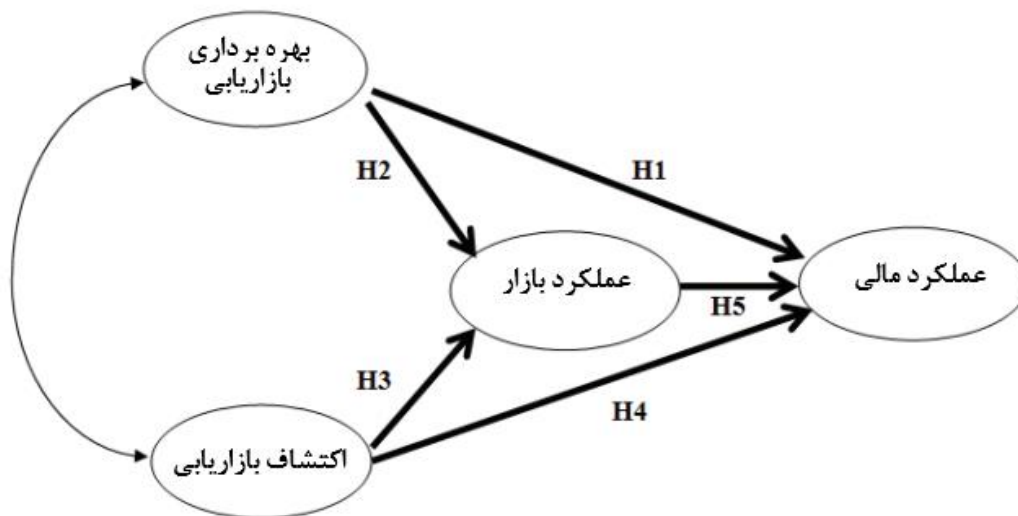 بهره برداری
بازاریابی
H1
H2
عملکرد بازار
عملکرد مالی
H5
H3
H4
اکتشاف بازاریابی